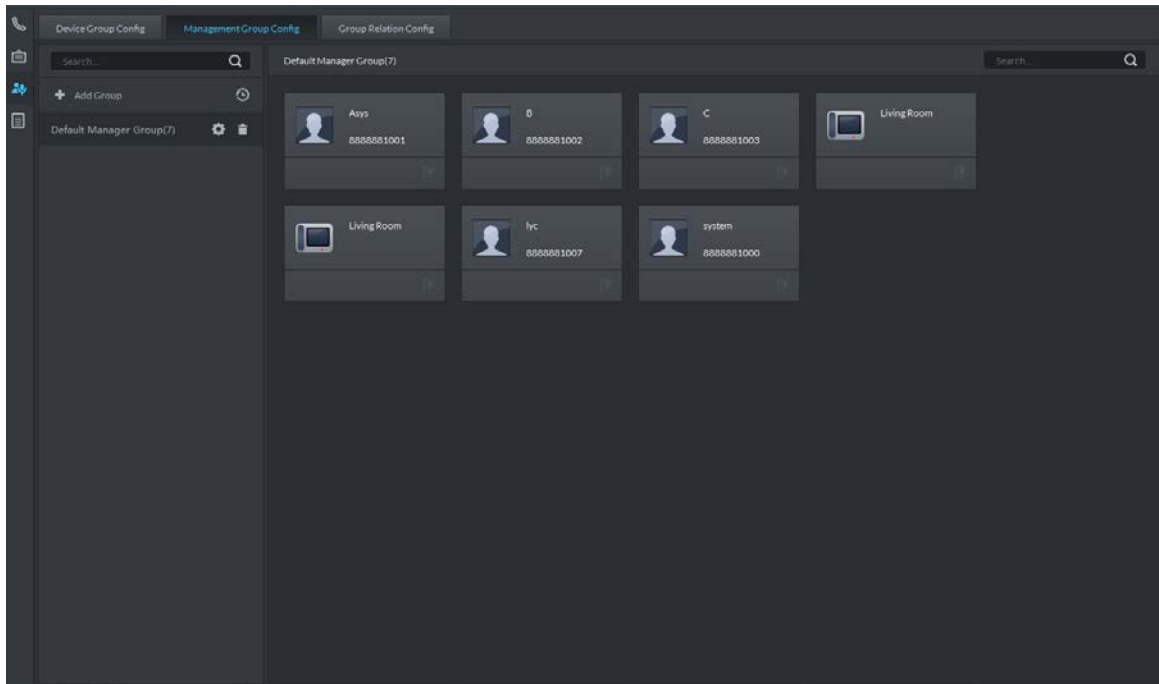 Device Group Config
Management Group Config
Group Relation Config
Search...
Default Manager Group(7)
Search...
Add Group
Default Manager Group(7)
Asys
8888881001
B
8888881002
C
8888881003
Living Room
Living Room
lyc
8888881007
system
8888881000